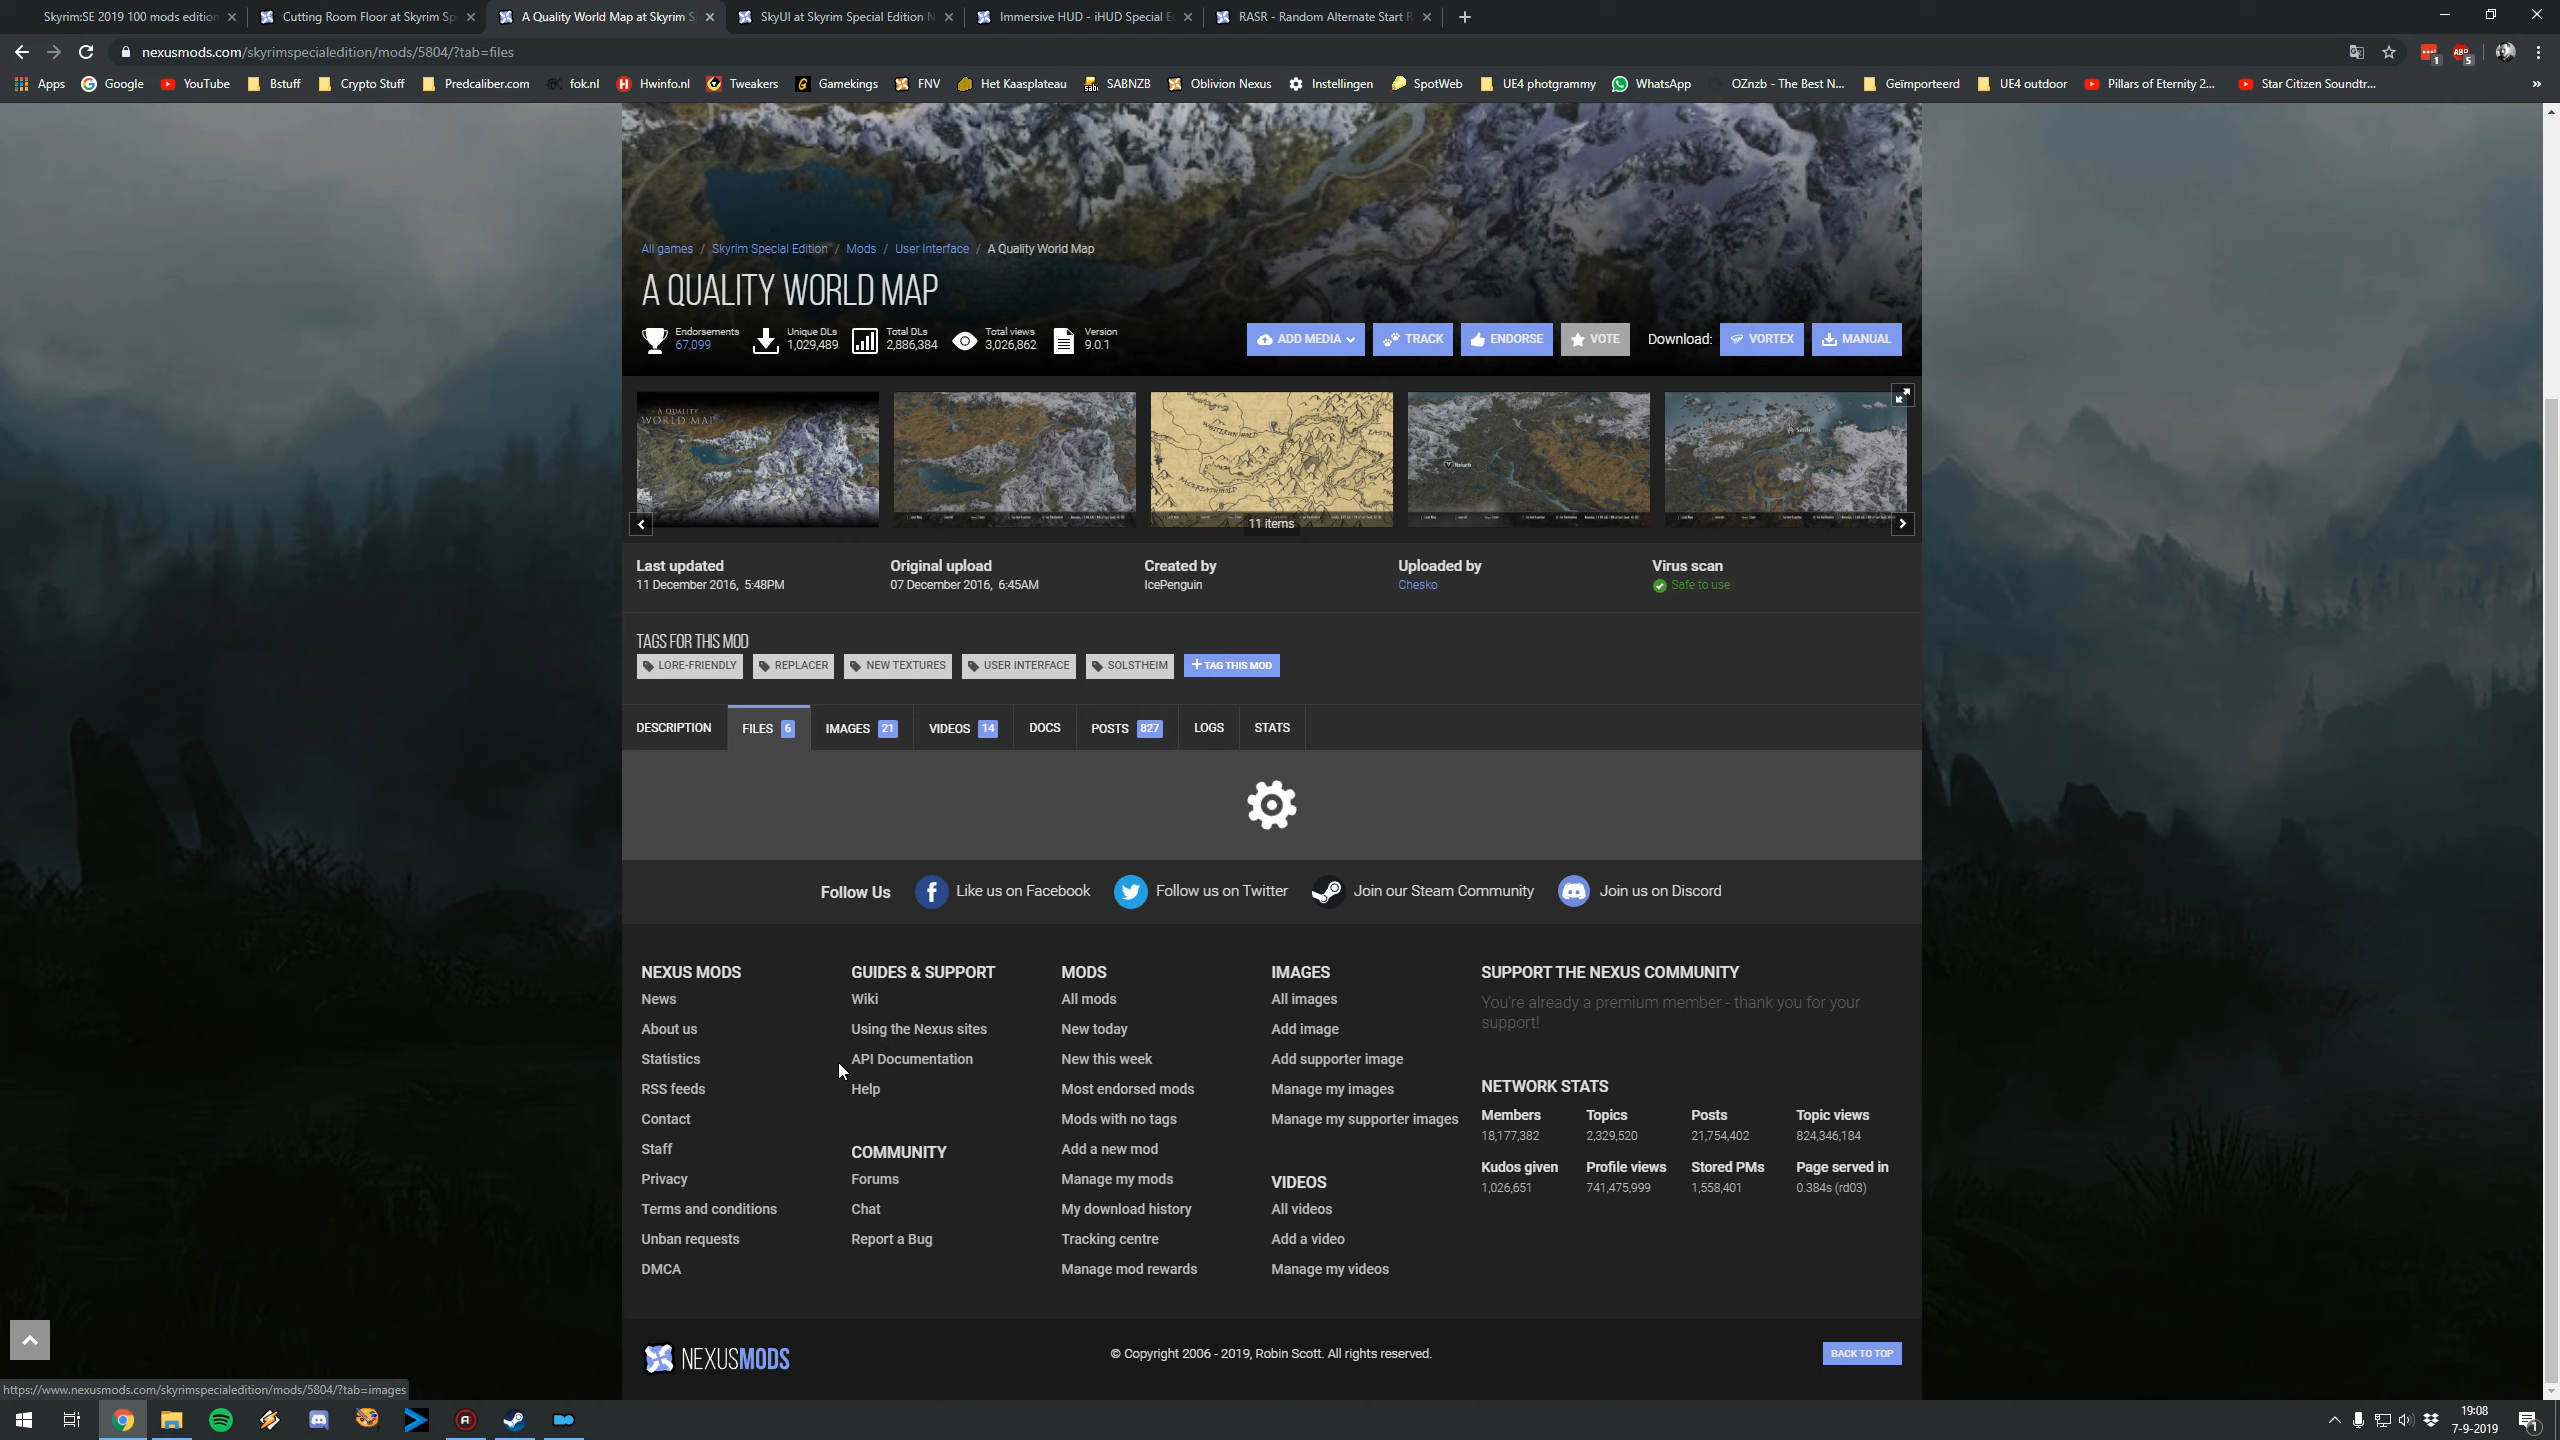 Skyrim:SE 2019 100 mods edition
Cutting Room Floor at Skyrim Sp
A Quality World Map at Skyrim S
SkyUI at Skyrim Special Edition N
Immersive HUD - iHUD Special E
RASR - Random Alternate Start R
nexusmods.com/skyrimspecialedition/mods/5804/?tab=files
Apps
Google
YouTube
Bstuff
Crypto Stuff
Predcaliber.com
fok.nl
Hwinfo.nl
Tweakers
Gamekings
FNV
Het Kaasplateau
SABNZB
Oblivion Nexus
Instellingen
SpotWeb
UE4 photgrammy
WhatsApp
OZnzb - The Best N...
Geïmporteerd
UE4 outdoor
Pillars of Eternity 2...
Star Citizen Soundtr...
All games / Skyrim Special Edition / Mods / User Interface / A Quality World Map
A QUALITY WORLD MAP
Endorsements
67,099
Unique DLs
1,029,489
Total DLs
2,886,384
Total views
3,026,862
Version
9.0.1
ADD MEDIA
TRACK
ENDORSE
VOTE
Download:
VORTEX
MANUAL
- A QUALITY -
WORLD MAP
11 items
Last updated
11 December 2016, 5:48PM
Original upload
07 December 2016, 6:45AM
Created by
IcePenguin
Uploaded by
Chesko
Virus scan
Safe to use
TAGS FOR THIS MOD
LORE-FRIENDLY
REPLACER
NEW TEXTURES
USER INTERFACE
SOLSTHEIM
TAG THIS MOD
DESCRIPTION
FILES 6
IMAGES 21
VIDEOS 14
DOCS
POSTS 827
LOGS
STATS
Follow Us
Like us on Facebook
Follow us on Twitter
Join our Steam Community
Join us on Discord
NEXUS MODS
News
About us
Statistics
RSS feeds
Contact
Staff
Privacy
Terms and conditions
Unban requests
DMCA
GUIDES & SUPPORT
Wiki
Using the Nexus sites
API Documentation
Help
COMMUNITY
Forums
Chat
Report a Bug
MODS
All mods
New today
New this week
Most endorsed mods
Mods with no tags
Add a new mod
Manage my mods
My download history
Tracking centre
Manage mod rewards
IMAGES
All images
Add image
Add supporter image
Manage my images
Manage my supporter images
VIDEOS
All videos
Add a video
Manage my videos
SUPPORT THE NEXUS COMMUNITY
You're already a premium member - thank you for your
support!
NETWORK STATS
Members
18,177,382
Topics
2,329,520
Posts
21,754,402
Topic views
824,346,184
Kudos given
1,026,651
Profile views
741,475,999
Stored PMs
1,558,401
Page served in
0.384s (rd03)
NEXUSMODS
© Copyright 2006 - 2019, Robin Scott. All rights reserved.
BACK TO TOP
https://www.nexusmods.com/skyrimspecialedition/mods/5804/?tab=images
19:08
7-9-2019